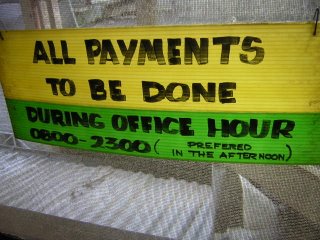 ALL PAYMENTS
TO BE DONE
DURING OFFICE HOUR
0800-2300 ( PREFERED
IN THE AFTERNOON)